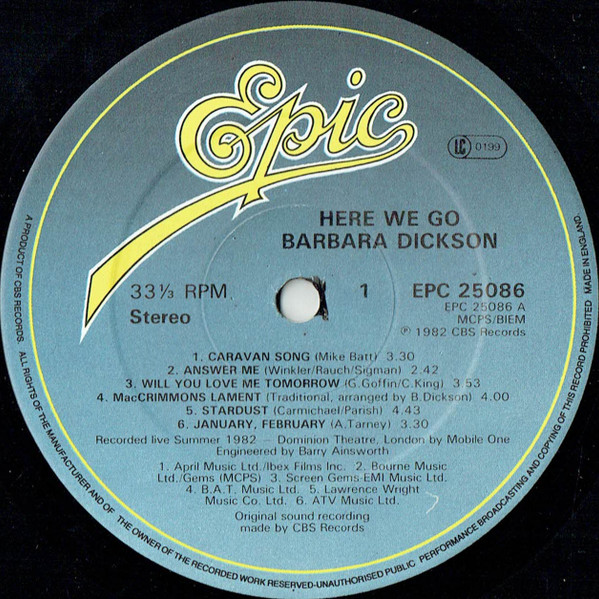 Epic
LC 0199
HERE WE GO
BARBARA DICKSON
33⅓ RPM 1 EPC 25086
Stereo EPC 25086 A
MCPS/BIEM
℗ 1982 CBS Records
1. CARAVAN SONG (Mike Batt) 3.30
2. ANSWER ME (Winkler/Rauch/Sigman) 2.42
3. WILL YOU LOVE ME TOMORROW (G.Goffin/C.King) 3.53
4. MacCRIMMONS LAMENT (Traditional, arranged by B.Dickson) 4.00
5. STARDUST (Carmichael/Parish) 4.43
6. JANUARY, FEBRUARY (A.Tarney) 3.30
Recorded live Summer 1982 – Dominion Theatre, London by Mobile One
Engineered by Barry Ainsworth
1. April Music Ltd./Ibex Films Inc. 2. Bourne Music
Ltd./Gems (MCPS) 3. Screen Gems-EMI Music Ltd.
4. B.A.T. Music Ltd. 5. Lawrence Wright
Music Co. Ltd. 6. ATV Music Ltd.
Original sound recording
made by CBS Records
A PRODUCT OF CBS RECORDS. ALL RIGHTS OF THE MANUFACTURER AND OF THE OWNER OF THE RECORDED WORK RESERVED-UNAUTHORISED PUBLIC PERFORMANCE BROADCASTING AND COPYING OF THIS RECORD PROHIBITED MADE IN ENGLAND.